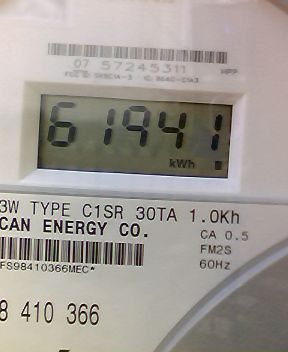 07 57245311
61941
kWh
3W TYPE C1SR 30TA 1.0Kh
CAN ENERGY CO.
CA 0.5
FM2S
60Hz
FS98410366MEC*
8 410 366